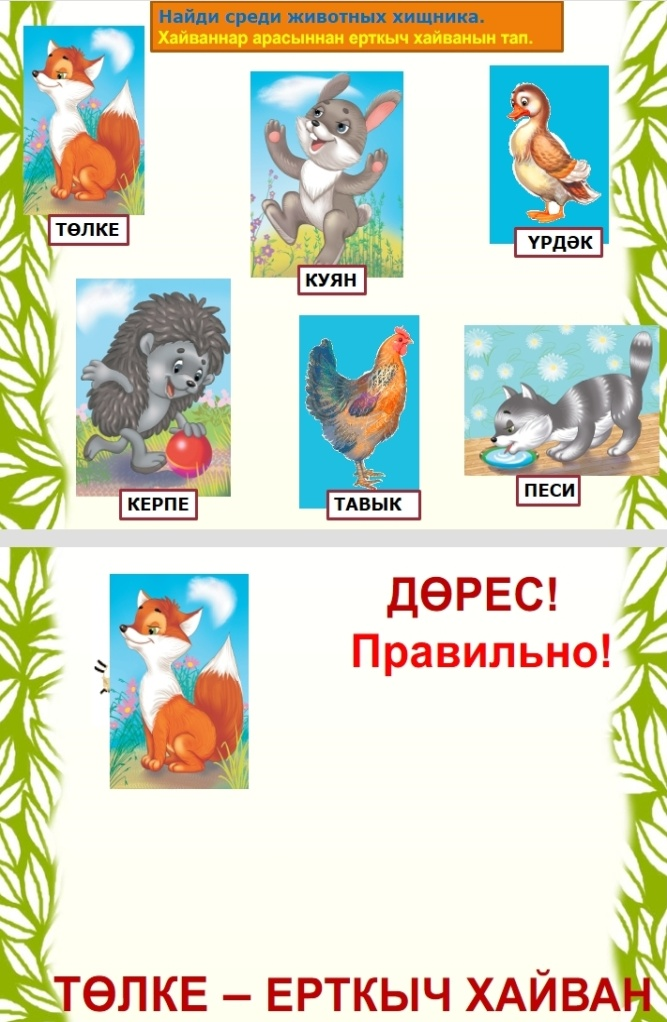 Найди среди животных хищника.
Хайваннар арасыннан ерткыч хайванын тап.
ТӨЛКЕ
КУЯН
ҮРДӘК
КЕРПЕ
ТАВЫК
ПЕСИ
ДӨРЕС!
Правильно!
ТӨЛКЕ – ЕРТКЫЧ ХАЙВАН